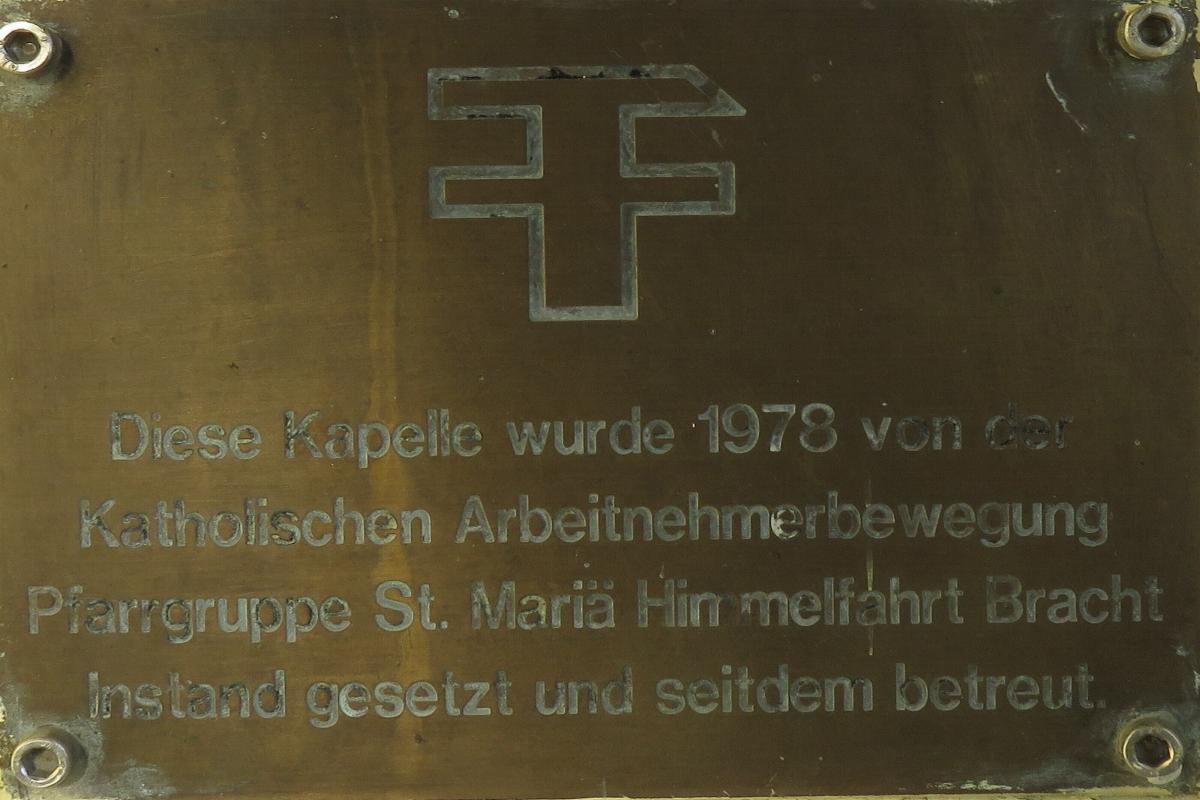 Diese Kapelle wurde 1978 von der
Katholischen Arbeitnehmerbewegung
Pfarrgruppe St. Mariä Himmelfahrt Bracht
Instand gesetzt und seitdem betreut.